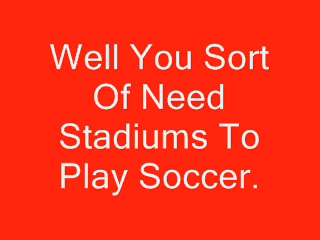 Well You Sort
Of Need
Stadiums To
Play Soccer.